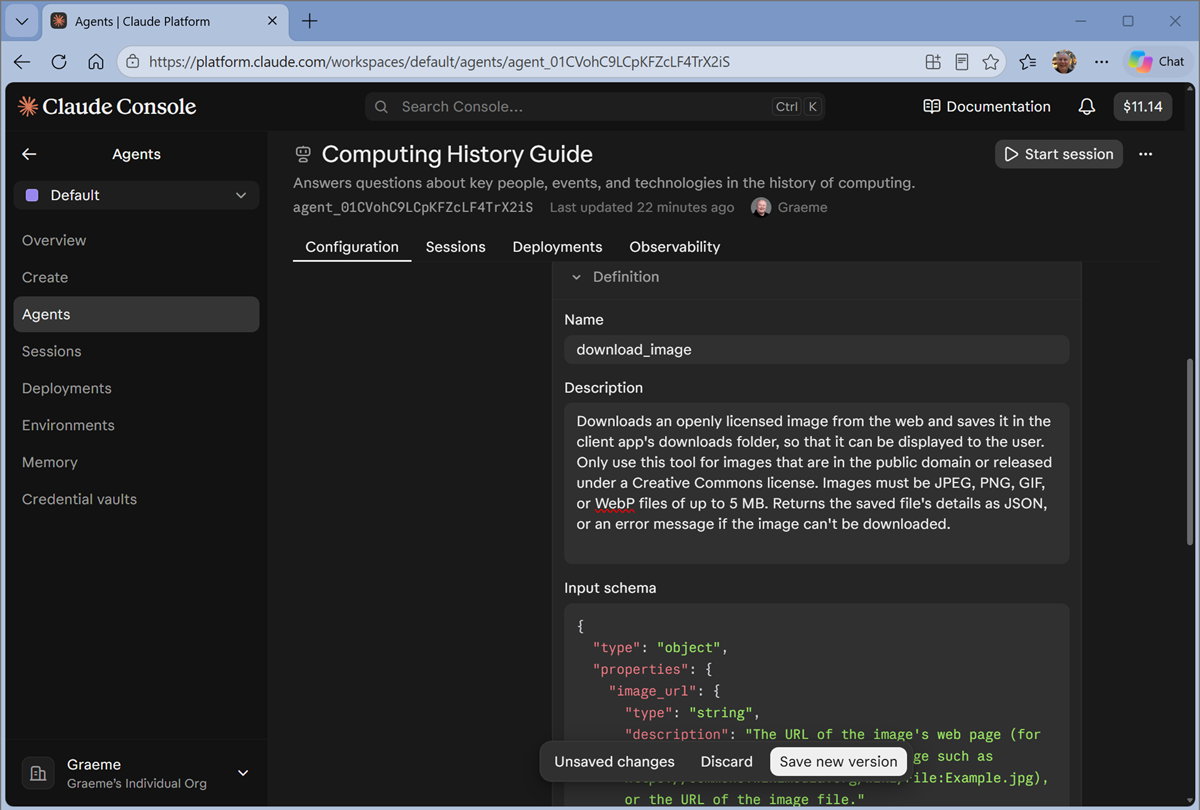 Agents | Claude Platform
https://platform.claude.com/workspaces/default/agents/agent_01CVohC9LCpKFZcLF4TrX2iS
Chat
Claude Console
Search Console...
Ctrl K
Documentation
$11.14
Agents
Default
Overview
Create
Agents
Sessions
Deployments
Environments
Memory
Credential vaults
Graeme
Graeme's Individual Org
Computing History Guide
Start session
Answers questions about key people, events, and technologies in the history of computing.
agent_01CVohC9LCpKFZcLF4TrX2iS Last updated 22 minutes ago Graeme
Configuration Sessions Deployments Observability
Definition
Name
download_image
Description
Downloads an openly licensed image from the web and saves it in the
client app's downloads folder, so that it can be displayed to the user.
Only use this tool for images that are in the public domain or released
under a Creative Commons license. Images must be JPEG, PNG, GIF,
or WebP files of up to 5 MB. Returns the saved file's details as JSON,
or an error message if the image can't be downloaded.
Input schema
{
"type": "object",
"properties": {
"image_url": {
"type": "string",
"description": "The URL of the image's web page (for
ge such as
File:Example.jpg),
or the URL of the image file."
Unsaved changes Discard Save new version